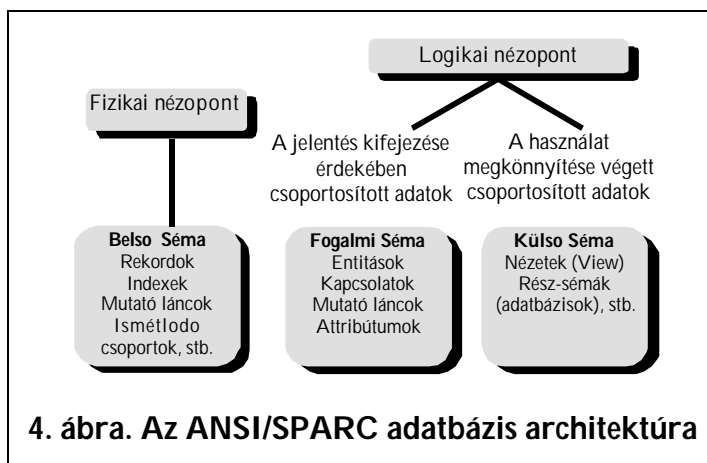 Logikai nézopont
Fizikai nézopont
A jelentés kifejezése
érdekében
csoportosított adatok
A használat
megkönnyítése végett
csoportosított adatok
Belso Séma
Rekordok
Indexek
Mutató láncok
Ismétlodo
csoportok, stb.
Fogalmi Séma
Entitások
Kapcsolatok
Mutató láncok
Attribútumok
Külso Séma
Nézetek (View)
Rész-sémák
(adatbázisok), stb.
4. ábra. Az ANSI/SPARC adatbázis architektúra